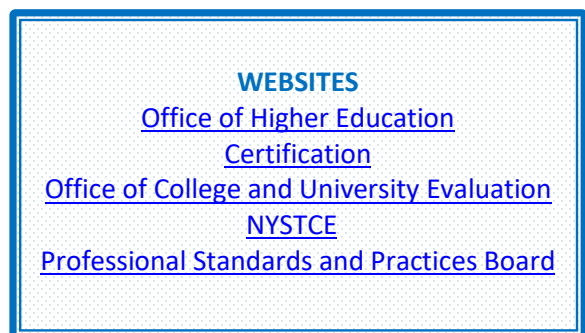 WEBSITES
Office of Higher Education
Certification
Office of College and University Evaluation
NYSTCE
Professional Standards and Practices Board